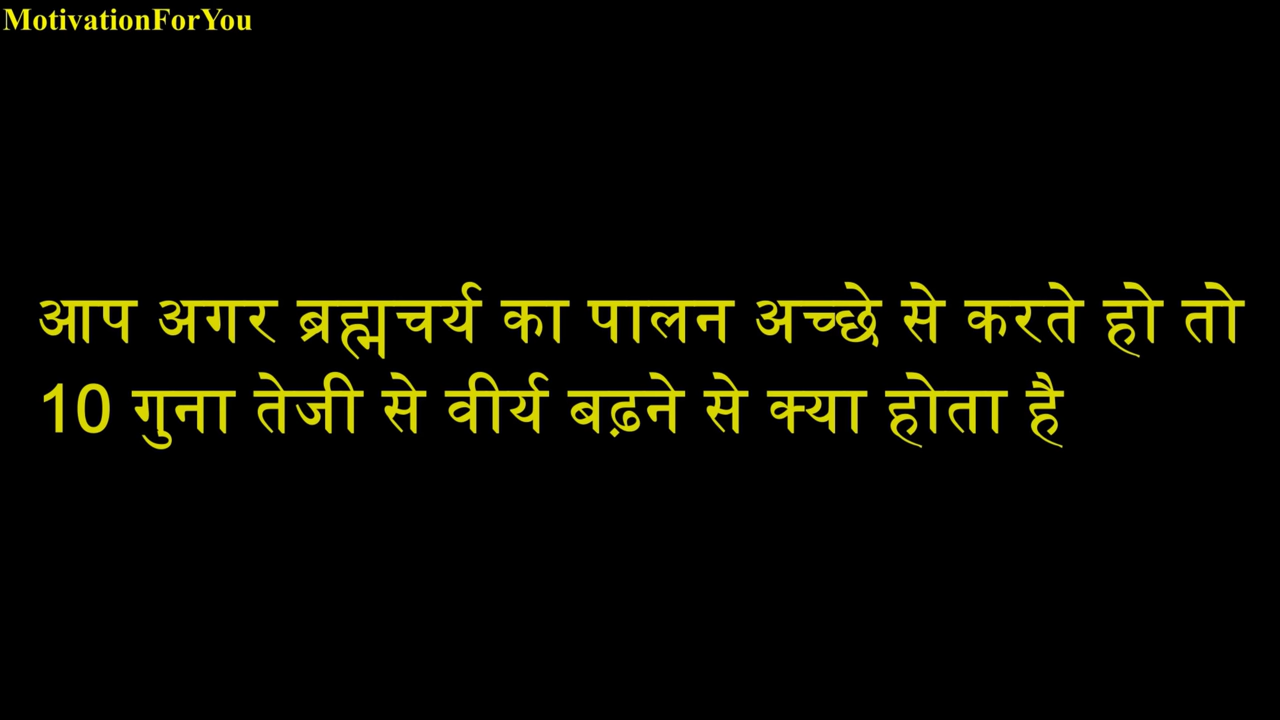 MotivationForYou
आप अगर ब्रह्मचर्य का पालन अच्छे से करते हो तो
10 गुना तेजी से वीर्य बढ़ने से क्या होता है